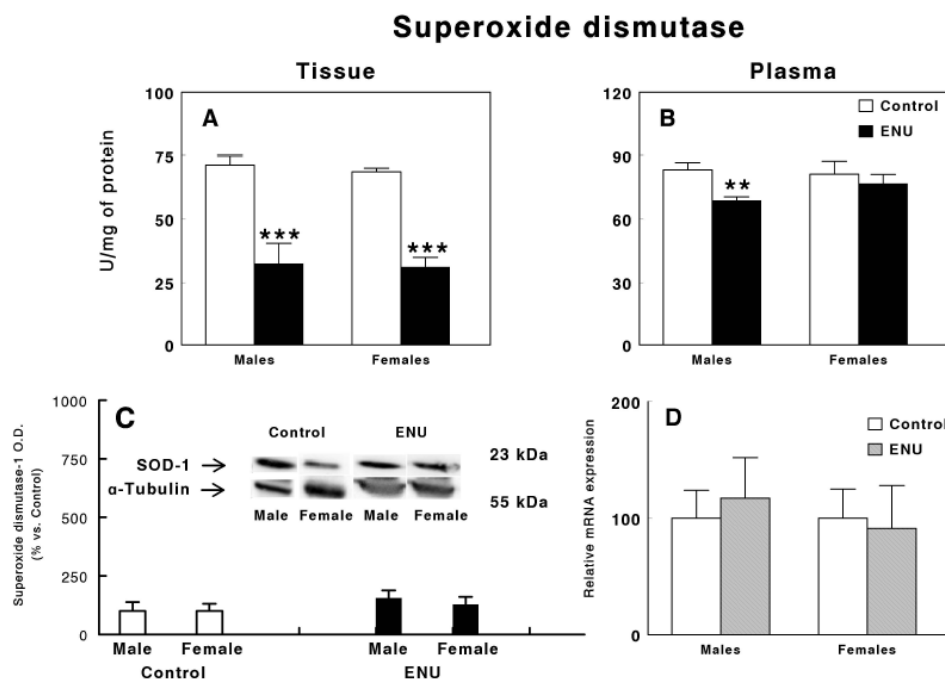 Superoxide dismutase
Tissue
Plasma
A
U/mg of protein
100
75
50
25
0
***
***
Males
Females
B
Control
ENU
120
90
60
30
0
**
Males
Females
C
Superoxide dismutase-1 O.D.
(% vs. Control)
1000
750
500
250
0
Control
ENU
SOD-1 →
23 kDa
α-Tubulin →
55 kDa
Male Female Male Female
Male Female Male Female
Control
ENU
D
Control
ENU
Relative mRNA expression
200
100
0
Males
Females